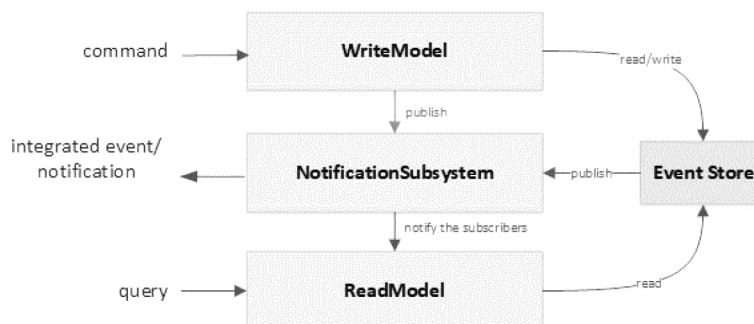 command
WriteModel
read/write
publish
integrated event/
notification
NotificationSubsystem
publish
Event Store
notify the subscribers
query
ReadModel
read